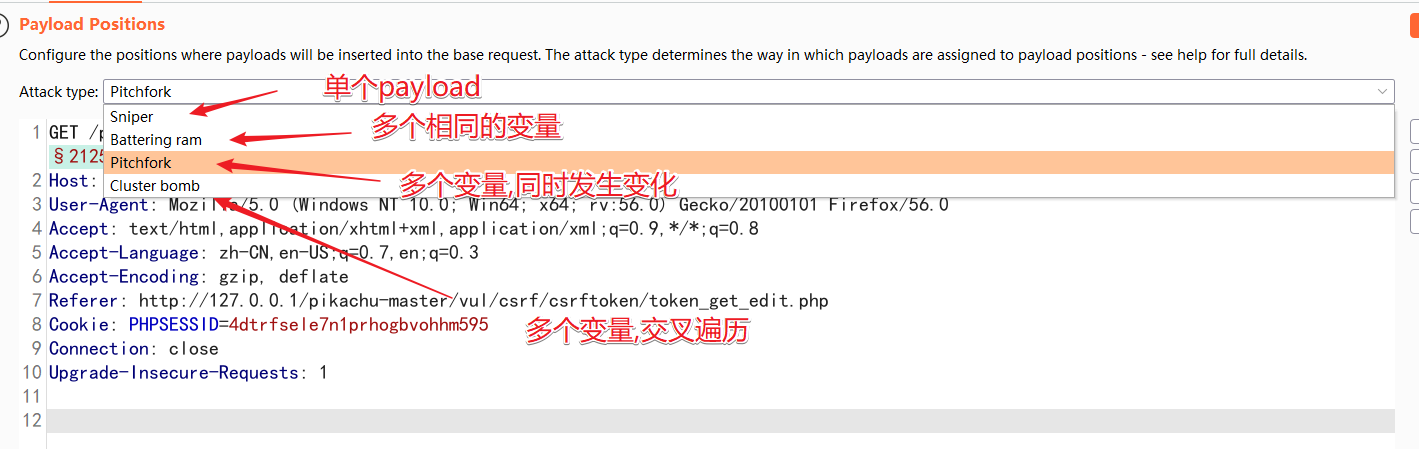 Payload Positions
Configure the positions where payloads will be inserted into the base request. The attack type determines the way in which payloads are assigned to payload positions - see help for full details.
Attack type: Pitchfork
单个payload
Sniper
Battering ram
多个相同的变量
Pitchfork
多个变量,同时发生变化
Cluster bomb
1 GET /
§2125
2 Host:
3 User-Agent: Mozilla/5.0 (Windows NT 10.0; Win64; x64; rv:56.0) Gecko/20100101 Firefox/56.0
4 Accept: text/html,application/xhtml+xml,application/xml;q=0.9,*/*;q=0.8
5 Accept-Language: zh-CN,en-US;q=0.7,en;q=0.3
6 Accept-Encoding: gzip, deflate
7 Referer: http://127.0.0.1/pikachu-master/vul/csrf/csrftoken/token_get_edit.php
8 Cookie: PHPSESSID=4dtrfsele7n1prhogbvohhm595
多个变量,交叉遍历
9 Connection: close
10 Upgrade-Insecure-Requests: 1
11
12